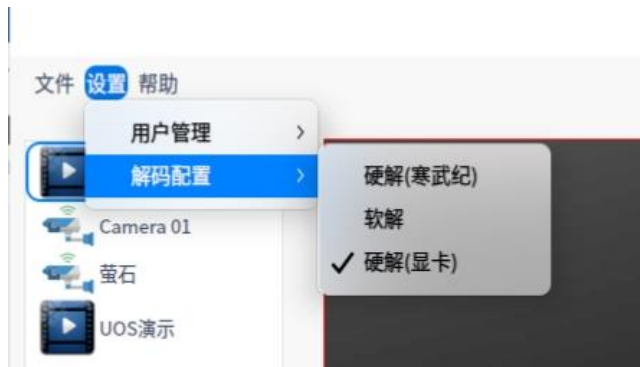 文件 设置 帮助
用户管理
解码配置
硬解(寒武纪)
软解
硬解(显卡)
Camera 01
萤石
UOS演示